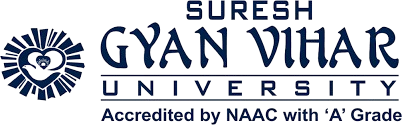 SURESH
GYAN VIHAR
UNIVERSITY
Accredited by NAAC with ‘A’ Grade